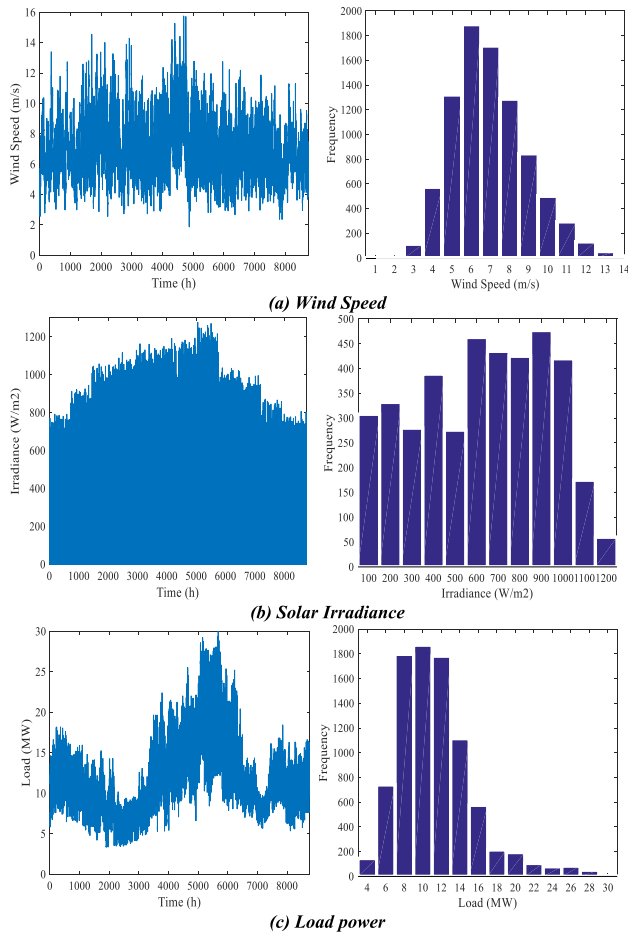 16
14
12
10
8
6
4
2
0
Wind Speed (m/s)
0 1000 2000 3000 4000 5000 6000 7000 8000
Time (h)
2000
1800
1600
1400
1200
1000
800
600
400
200
0
Frequency
1 2 3 4 5 6 7 8 9 10 11 12 13 14
Wind Speed (m/s)
(a) Wind Speed
1200
1000
800
600
400
200
0
Irradiance (W/m2)
0 1000 2000 3000 4000 5000 6000 7000 8000
Time (h)
500
450
400
350
300
250
200
150
100
50
0
Frequency
100 200 300 400 500 600 700 800 900 1000 1100 1200
Irradiance (W/m2)
(b) Solar Irradiance
30
25
20
15
10
5
0
Load (MW)
0 1000 2000 3000 4000 5000 6000 7000 8000
Time (h)
2000
1800
1600
1400
1200
1000
800
600
400
200
0
Frequency
4 6 8 10 12 14 16 18 20 22 24 26 28 30
Load (MW)
(c) Load power